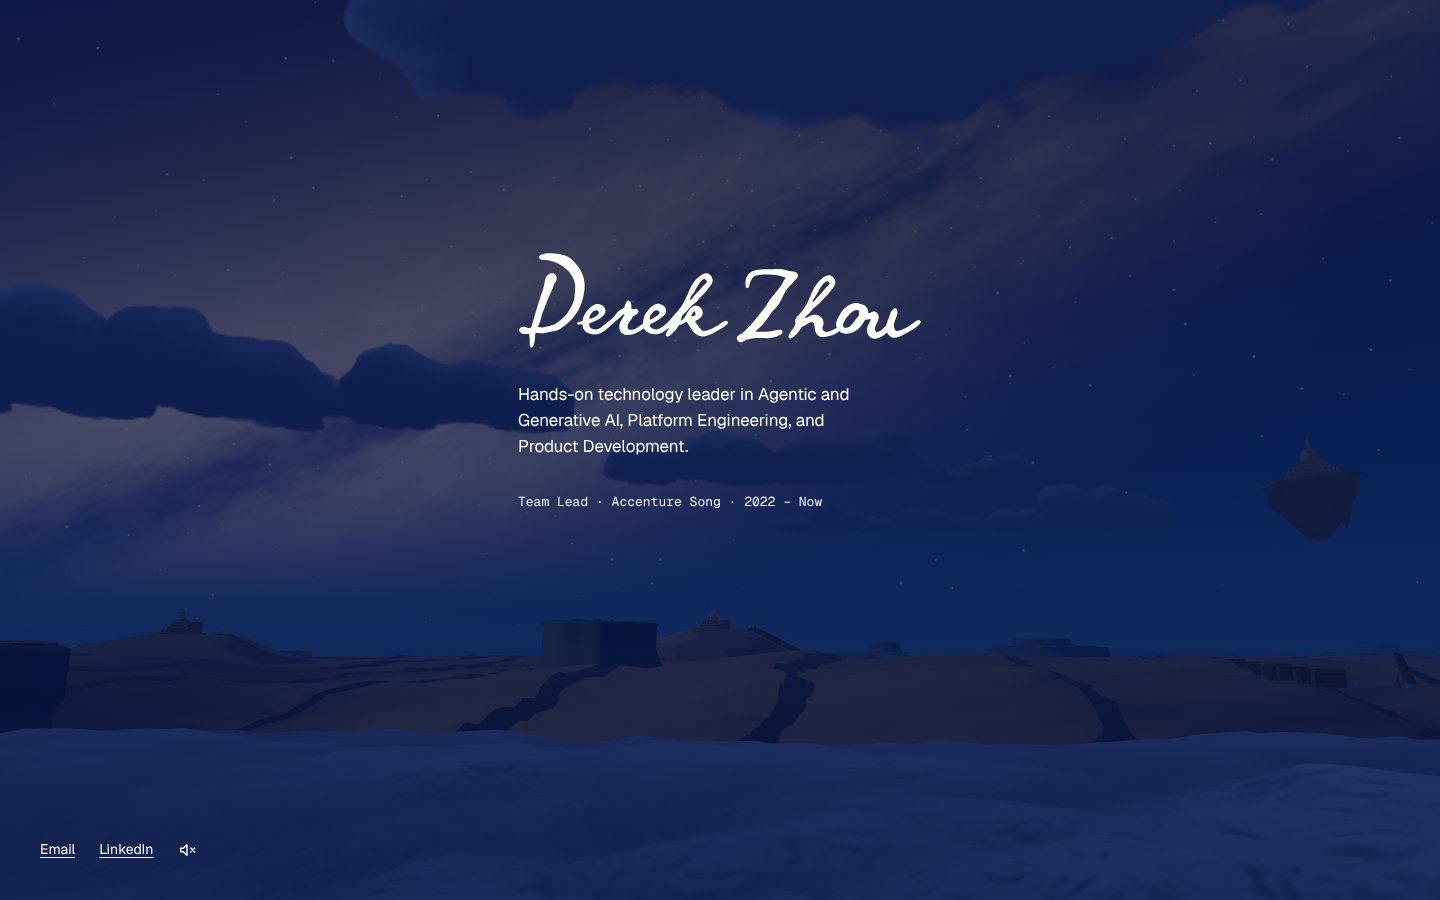 Derek Zhou
Hands-on technology leader in Agentic and
Generative AI, Platform Engineering, and
Product Development.
Team Lead · Accenture Song · 2022 – Now
Email LinkedIn